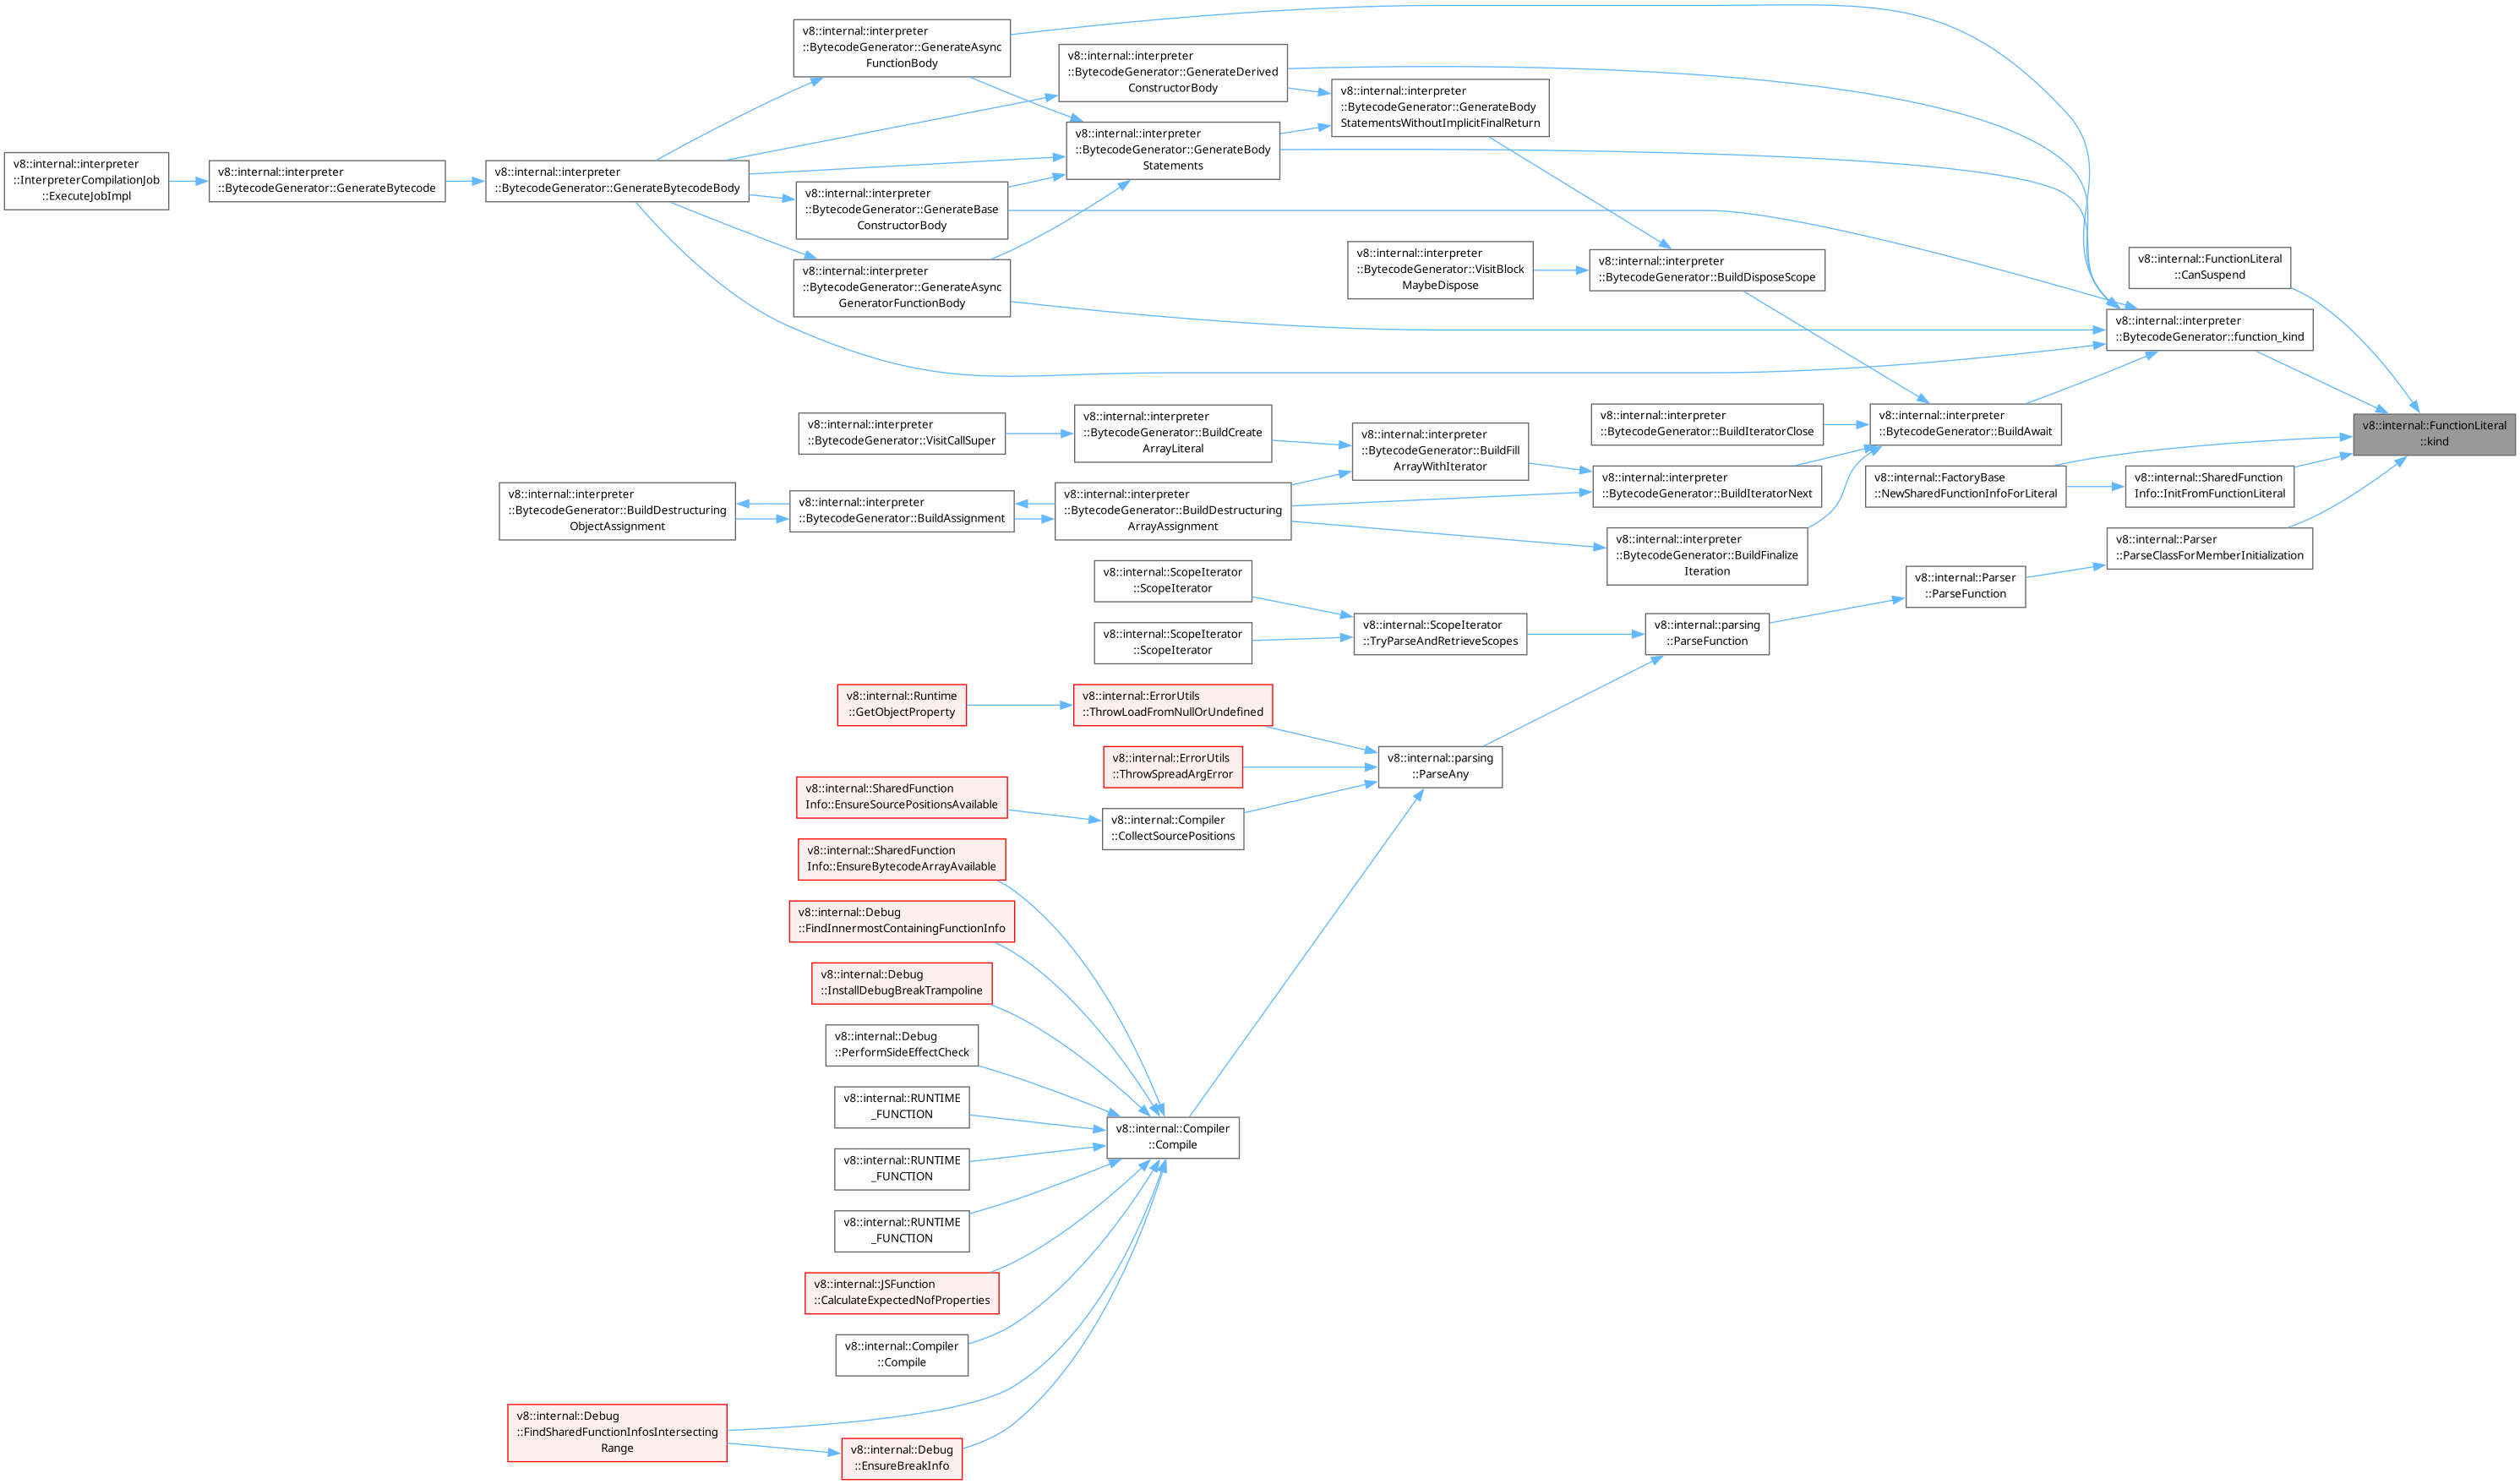 v8::internal::interpreter
::BytecodeGenerator::GenerateAsync
FunctionBody
v8::internal::interpreter
::BytecodeGenerator::GenerateDerived
ConstructorBody
v8::internal::interpreter
::BytecodeGenerator::GenerateBody
StatementsWithoutImplicitFinalReturn
v8::internal::interpreter
::BytecodeGenerator::GenerateBody
Statements
v8::internal::interpreter
::InterpreterCompilationJob
::ExecuteJobImpl
v8::internal::interpreter
::BytecodeGenerator::GenerateBytecode
v8::internal::interpreter
::BytecodeGenerator::GenerateBytecodeBody
v8::internal::interpreter
::BytecodeGenerator::GenerateBase
ConstructorBody
v8::internal::interpreter
::BytecodeGenerator::GenerateAsync
GeneratorFunctionBody
v8::internal::interpreter
::BytecodeGenerator::VisitBlock
MaybeDispose
v8::internal::interpreter
::BytecodeGenerator::BuildDisposeScope
v8::internal::FunctionLiteral
::CanSuspend
v8::internal::interpreter
::BytecodeGenerator::function_kind
v8::internal::interpreter
::BytecodeGenerator::VisitCallSuper
v8::internal::interpreter
::BytecodeGenerator::BuildCreate
ArrayLiteral
v8::internal::interpreter
::BytecodeGenerator::BuildFill
ArrayWithIterator
v8::internal::interpreter
::BytecodeGenerator::BuildIteratorClose
v8::internal::interpreter
::BytecodeGenerator::BuildAwait
v8::internal::FunctionLiteral
::kind
v8::internal::interpreter
::BytecodeGenerator::BuildDestructuring
ObjectAssignment
v8::internal::interpreter
::BytecodeGenerator::BuildAssignment
v8::internal::interpreter
::BytecodeGenerator::BuildDestructuring
ArrayAssignment
v8::internal::interpreter
::BytecodeGenerator::BuildIteratorNext
v8::internal::FactoryBase
::NewSharedFunctionInfoForLiteral
v8::internal::SharedFunction
Info::InitFromFunctionLiteral
v8::internal::interpreter
::BytecodeGenerator::BuildFinalize
Iteration
v8::internal::Parser
::ParseClassForMemberInitialization
v8::internal::ScopeIterator
::ScopeIterator
v8::internal::Parser
::ParseFunction
v8::internal::ScopeIterator
::ScopeIterator
v8::internal::ScopeIterator
::TryParseAndRetrieveScopes
v8::internal::parsing
::ParseFunction
v8::internal::Runtime
::GetObjectProperty
v8::internal::ErrorUtils
::ThrowLoadFromNullOrUndefined
v8::internal::ErrorUtils
::ThrowSpreadArgError
v8::internal::parsing
::ParseAny
v8::internal::SharedFunction
Info::EnsureSourcePositionsAvailable
v8::internal::Compiler
::CollectSourcePositions
v8::internal::SharedFunction
Info::EnsureBytecodeArrayAvailable
v8::internal::Debug
::FindInnermostContainingFunctionInfo
v8::internal::Debug
::InstallDebugBreakTrampoline
v8::internal::Debug
::PerformSideEffectCheck
v8::internal::RUNTIME
_FUNCTION
v8::internal::Compiler
::Compile
v8::internal::RUNTIME
_FUNCTION
v8::internal::RUNTIME
_FUNCTION
v8::internal::JSFunction
::CalculateExpectedNofProperties
v8::internal::Compiler
::Compile
v8::internal::Debug
::FindSharedFunctionInfosIntersecting
Range
v8::internal::Debug
::EnsureBreakInfo